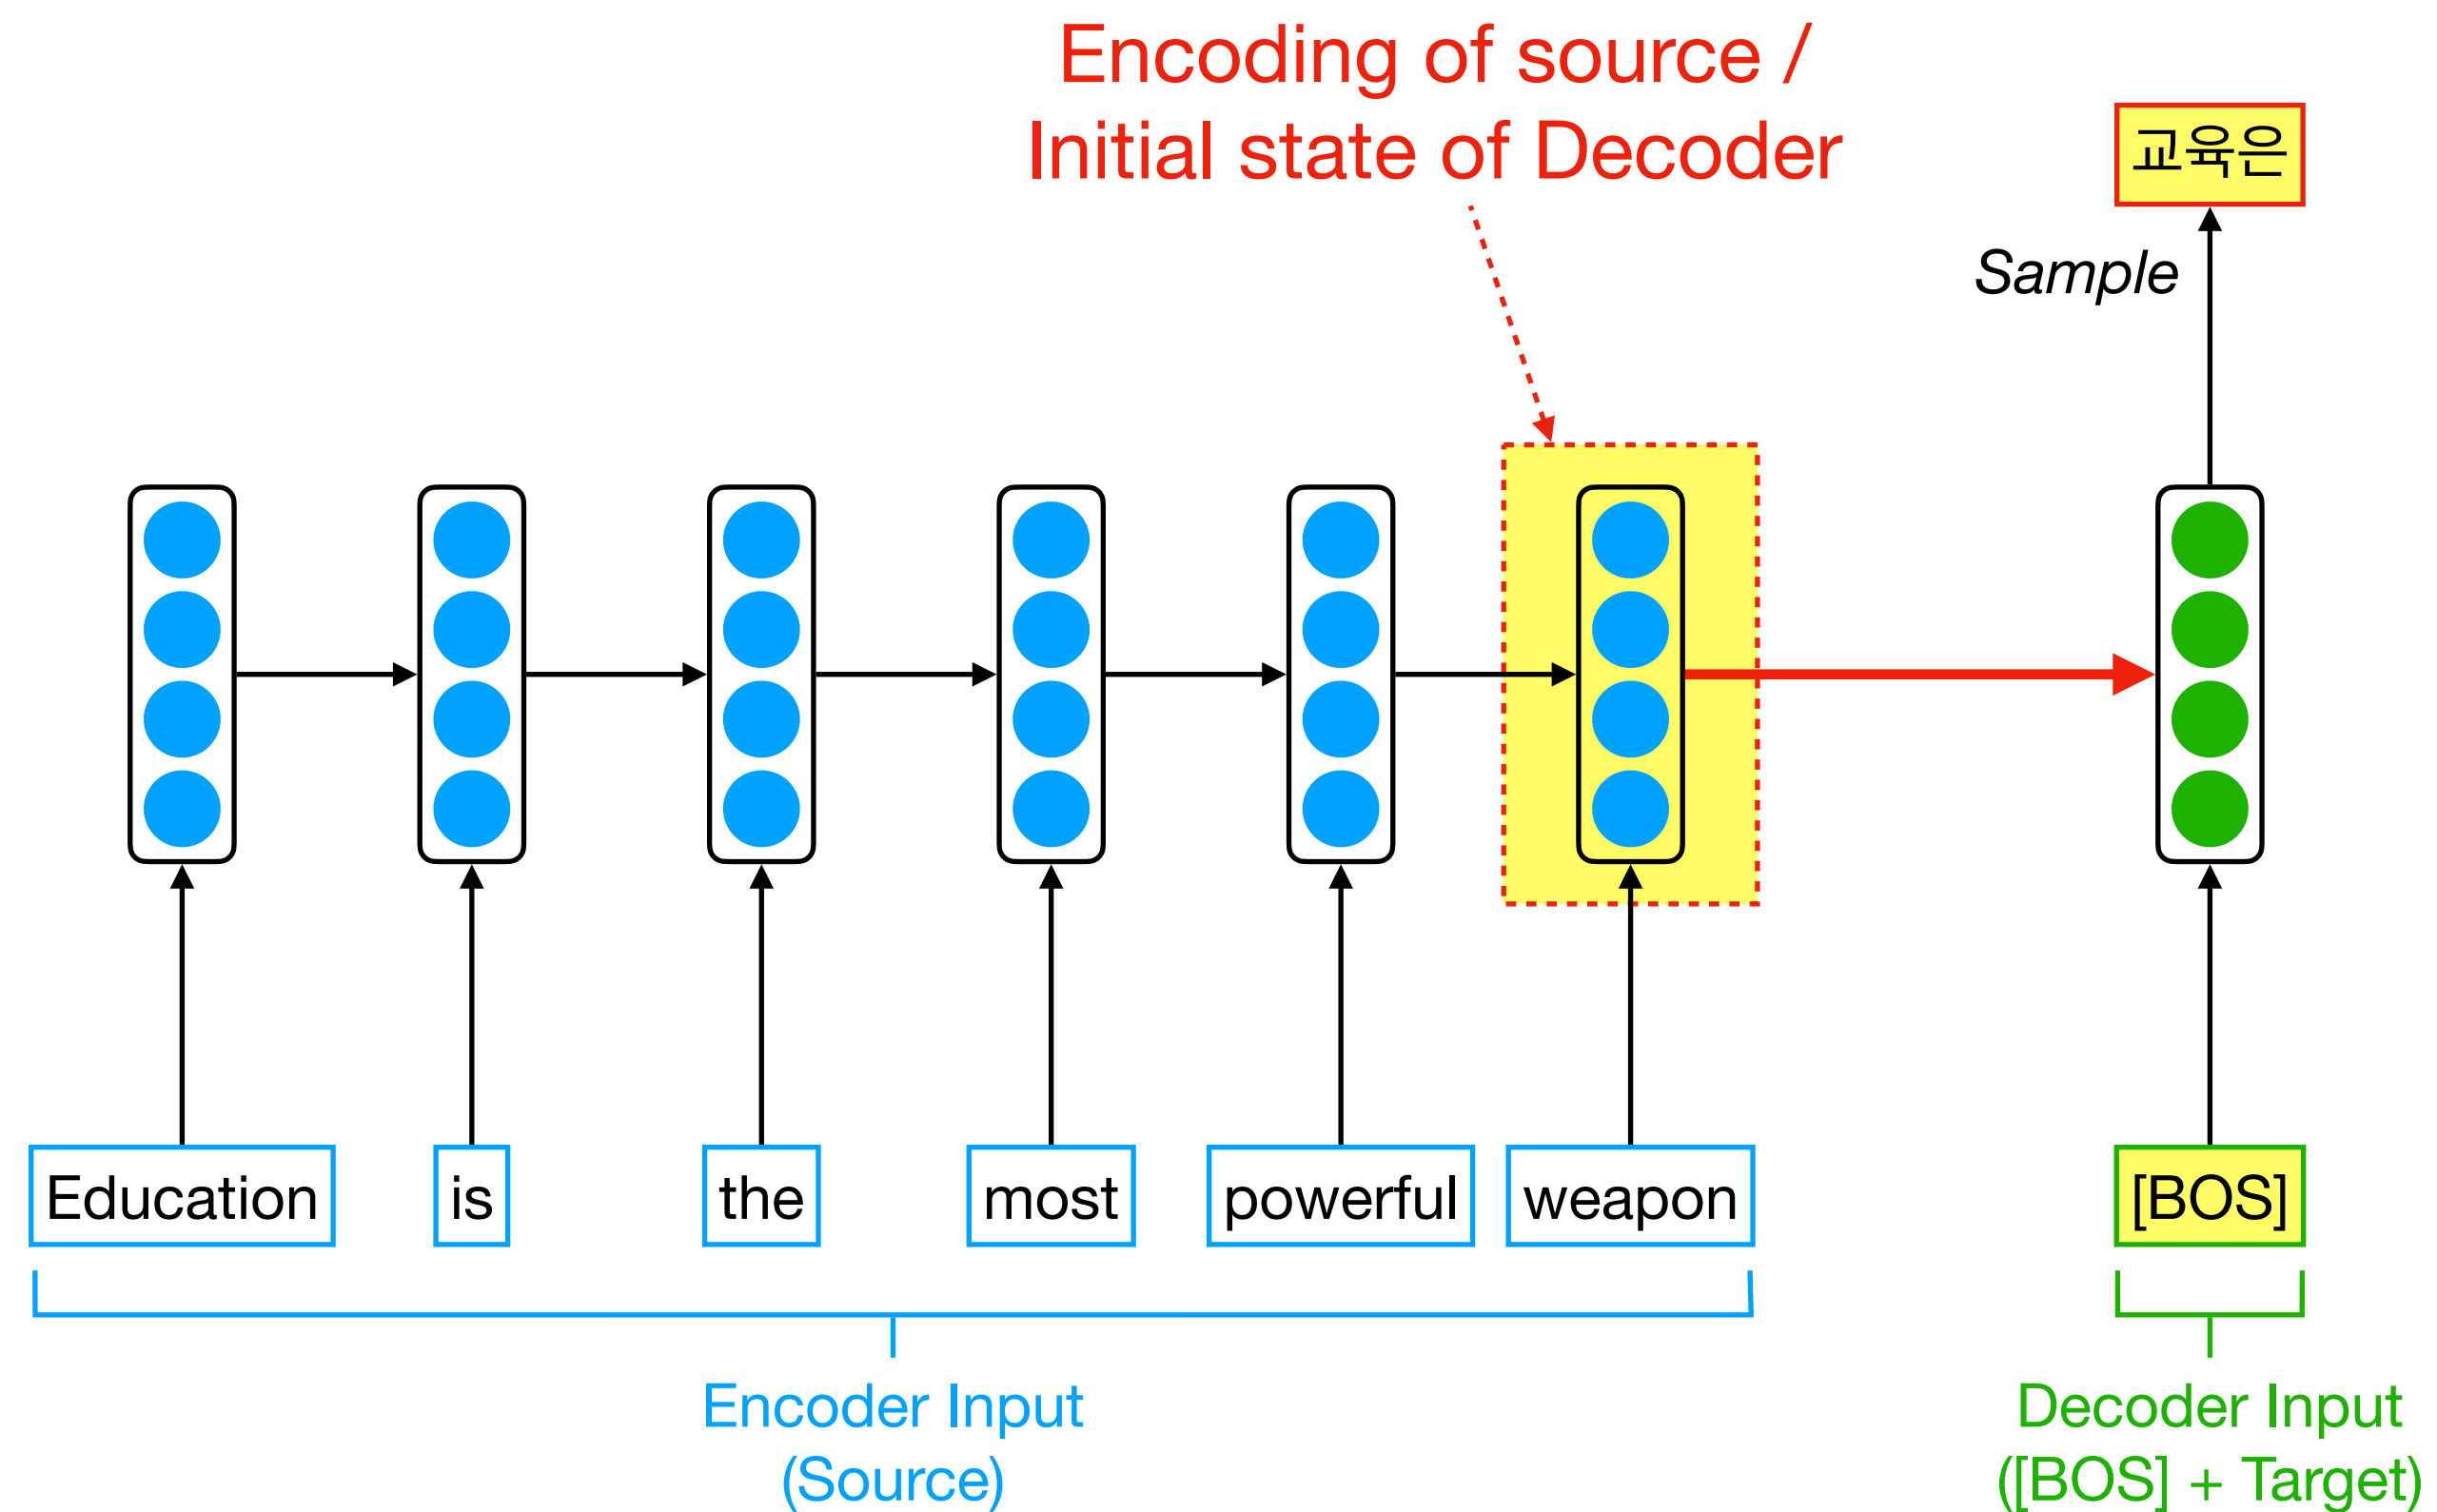 Encoding of source /
Initial state of Decoder
교육은
Sample
Education is the most powerful weapon [BOS]
Encoder Input
(Source)
Decoder Input
([BOS] + Target)